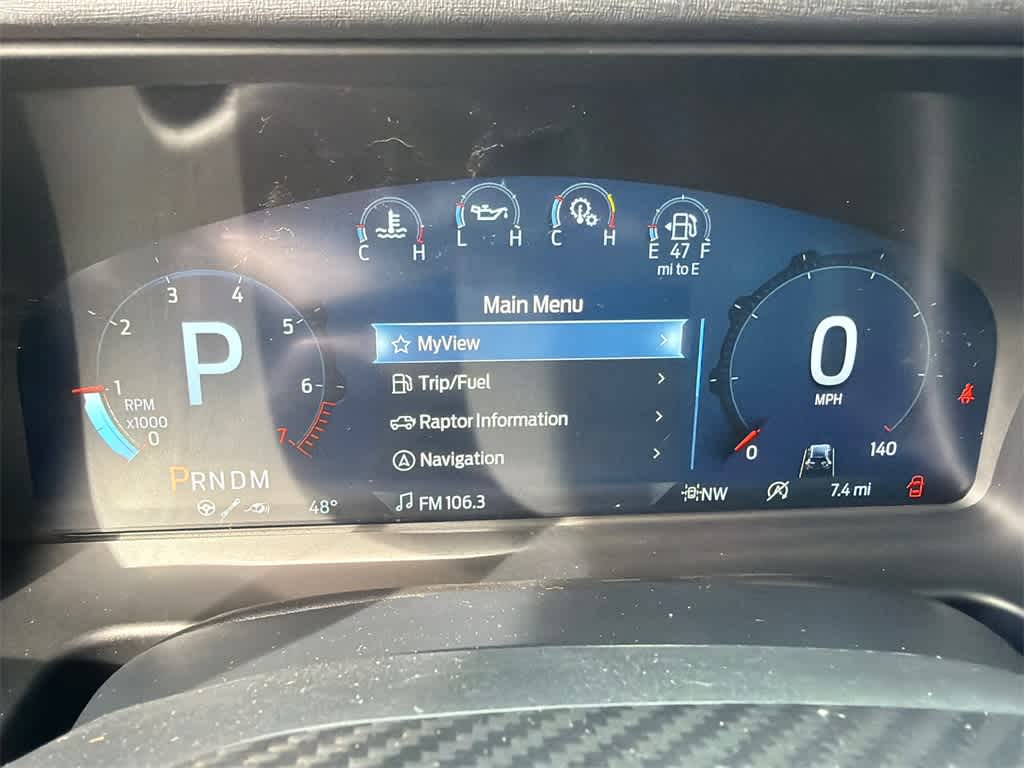 C H
L H
C H
E 47 F
mi to E
Main Menu
MyView
Trip/Fuel
Raptor Information
Navigation
FM 106.3
1 2 3 4 5 6 7
P
RPM
x1000
0
PRNDM
48°
0
MPH
0 140
NW
7.4 mi